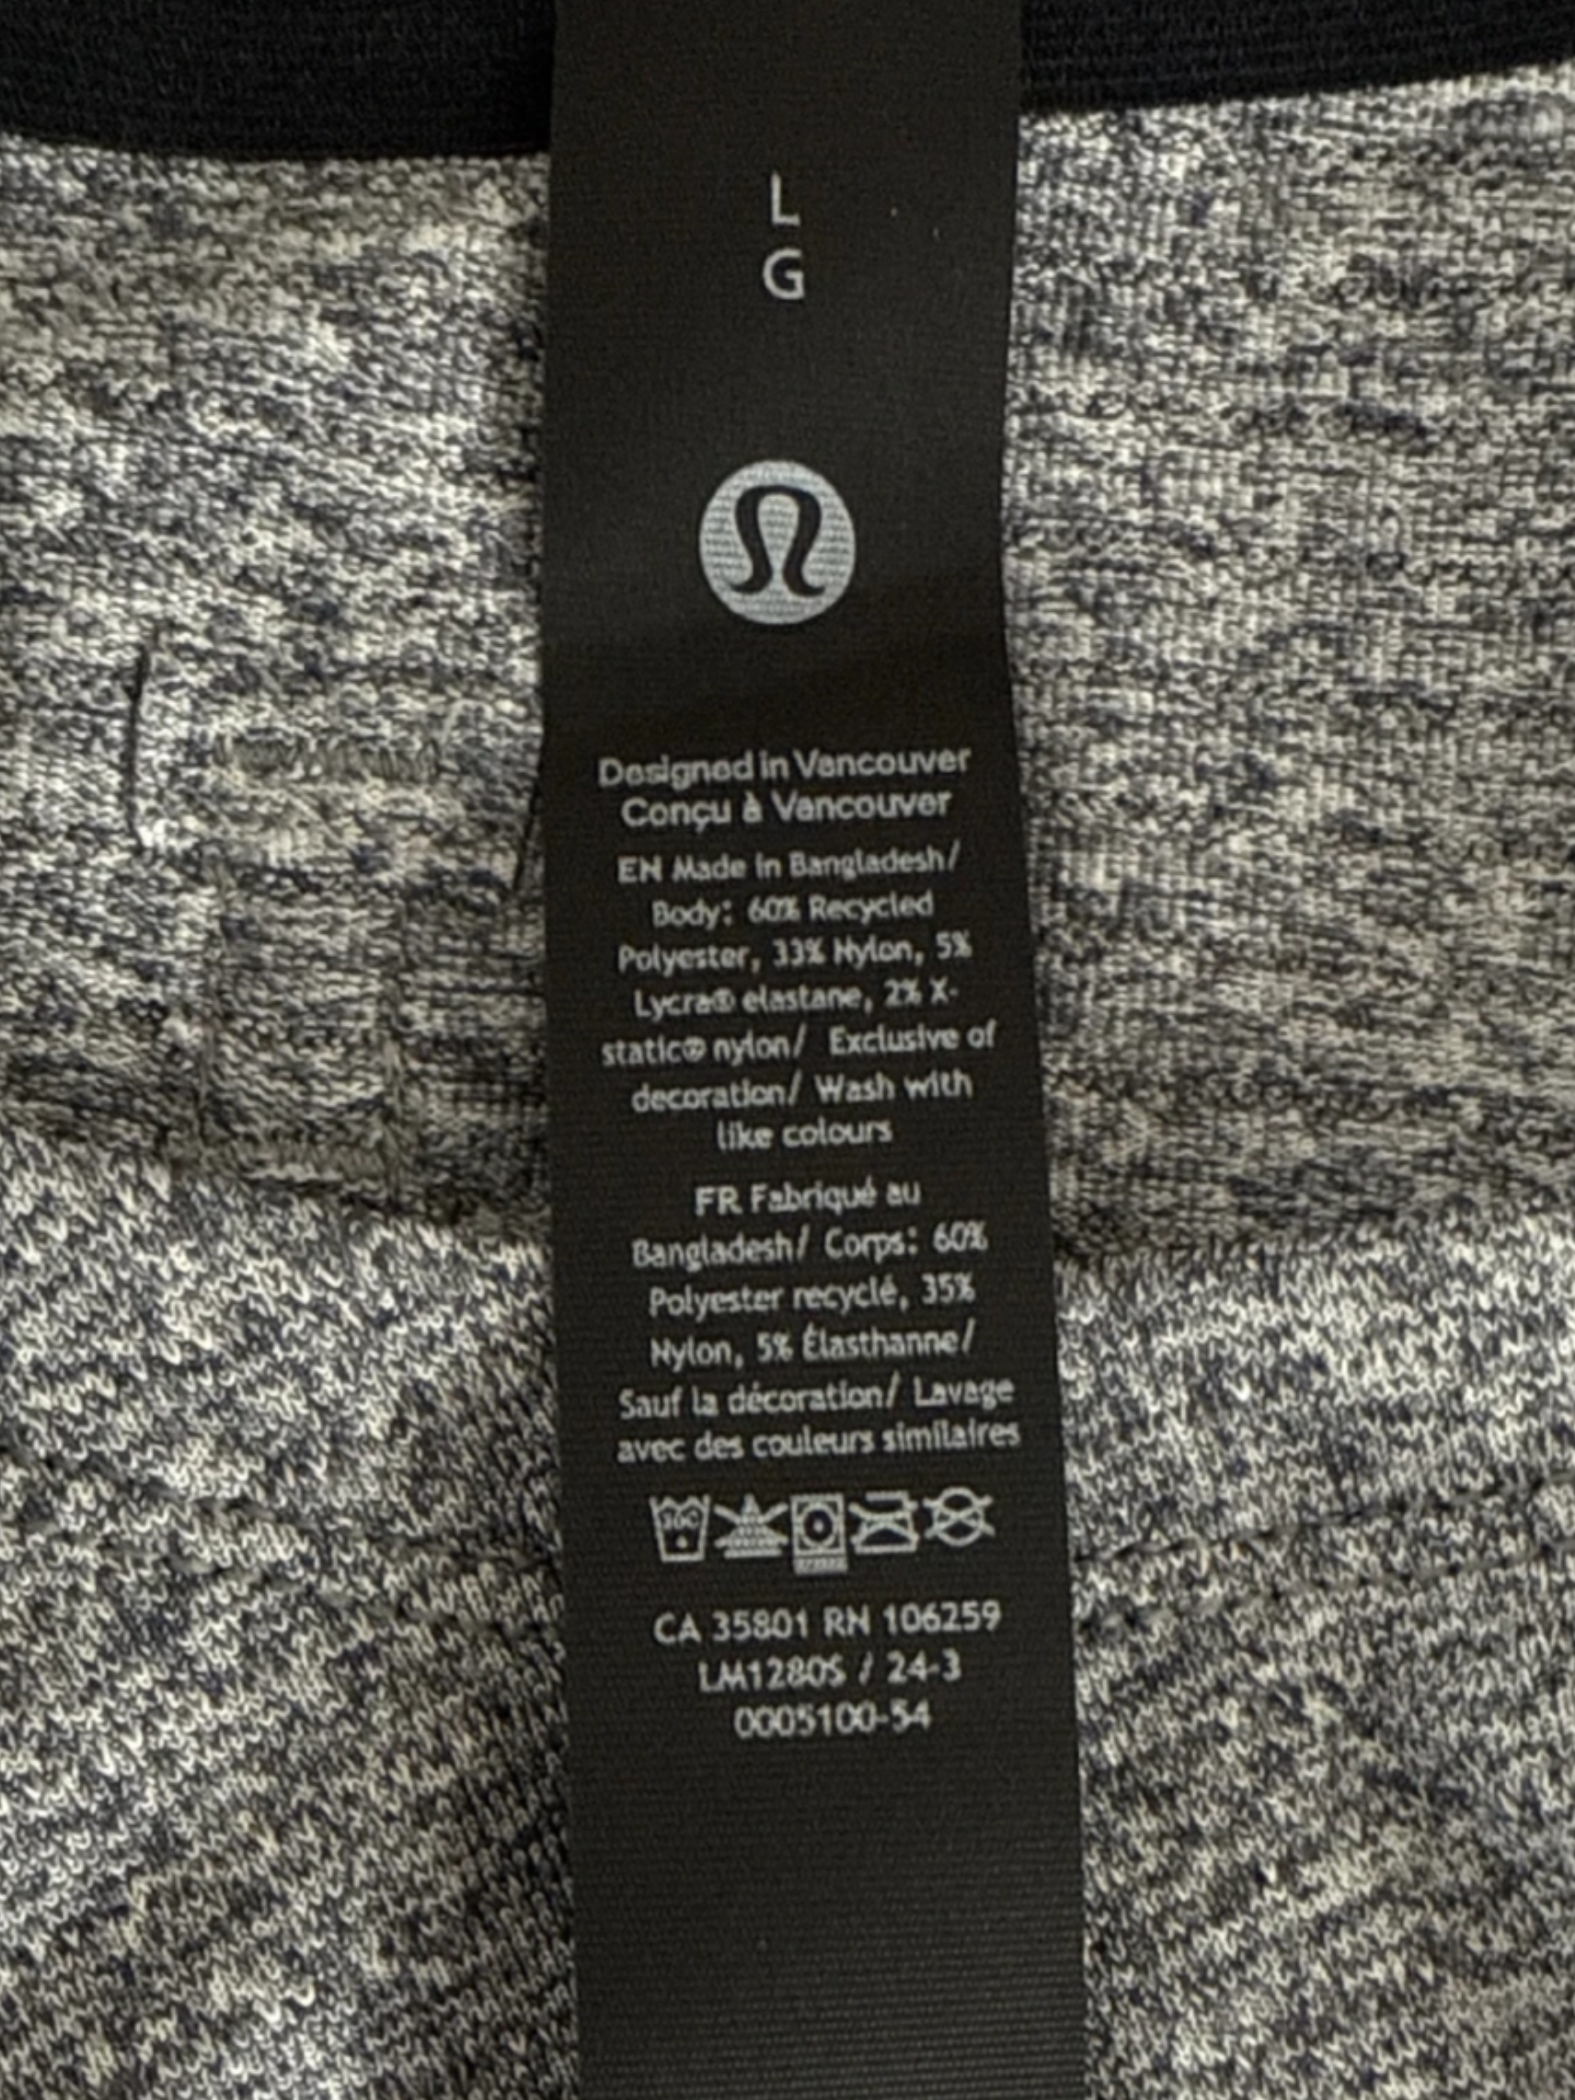 L
G
Designed in Vancouver
Conçu à Vancouver
EN Made in Bangladesh/
Body: 60% Recycled
Polyester, 33% Nylon, 5%
Lycra® elastane, 2% X-
static® nylon/ Exclusive of
decoration/ Wash with
like colours
FR Fabriqué au
Bangladesh/ Corps: 60%
Polyester recyclé, 35%
Nylon, 5% Élasthanne/
Sauf la décoration/ Lavage
avec des couleurs similaires
30C
CA 35801 RN 106259
LM1280S / 24-3
0005100-54